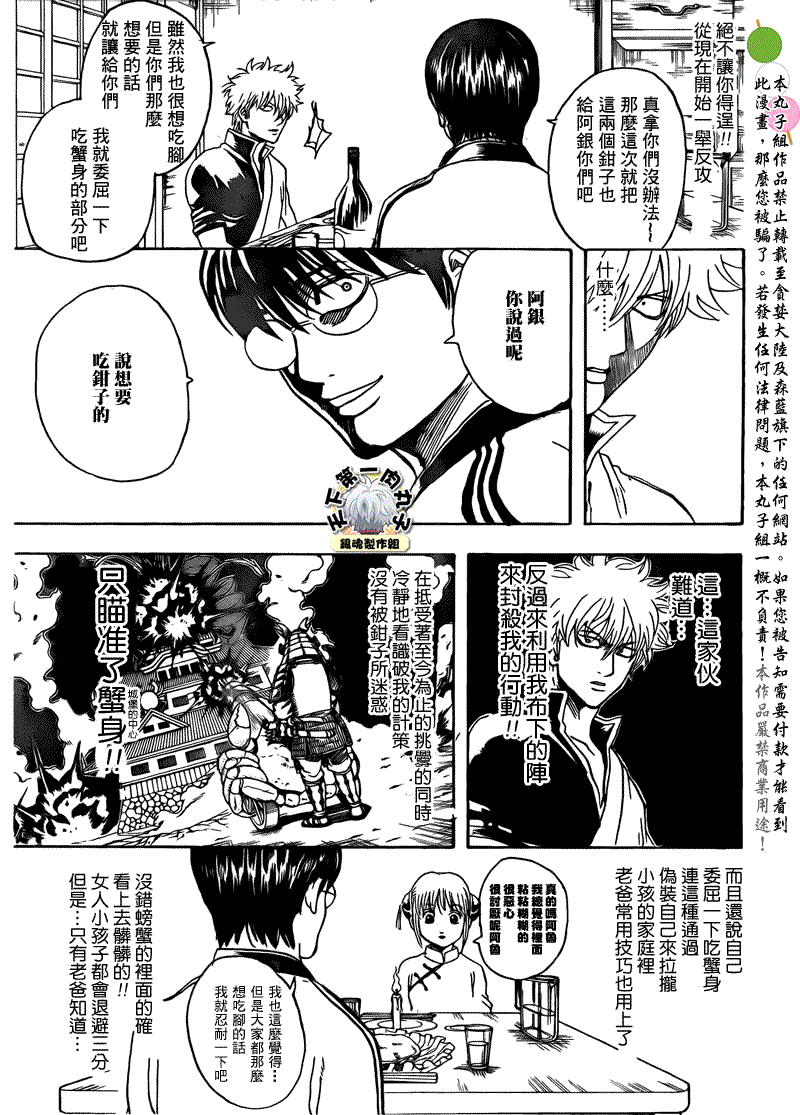 絕不讓你得逞!!
從現在開始一舉反攻
真拿你們沒辦法~
那麼這次就把
這兩個鉗子也
給阿銀你們吧
雖然我也很想吃腳
但是你們那麼
想要的話
就讓給你們
我就委屈一下
吃蟹身的部分吧
什麼……
阿銀
你說過呢
說想要
吃鉗子的
天下第一肉丸子
銀魂製作組
這…這家伙
難道…
反過來利用我布下的陣
來封殺我的行動!!
在抵受著至今為止的挑釁的同時
冷靜地看識破我的計策
沒有被鉗子所迷惑
只瞄准了蟹身!!
城堡的中心
而且還說自己
委屈一下吃蟹身
連這種通過
偽裝自己來拉攏
小孩的家庭裡
老爸常用技巧也用上了
真的嗎阿魯
我總覺得裡面
粘粘糊糊的
很惡心
很討厭呢阿魯
我也這麼覺得…
但是大家都那麼
想吃腳的話
我就忍耐一下吧
沒錯螃蟹的裡面的確
看上去髒髒的!!
女人小孩子都會退避三分
但是…只有老爸知道…
本丸子組作品禁止轉載至貪婪大陸及森藍旗下的任何網站。如果您被告知需要付款才能看到
此漫畫,那麼您被騙了。若發生任何法律問題,本丸子組一概不負責!本作品嚴禁商業用途!